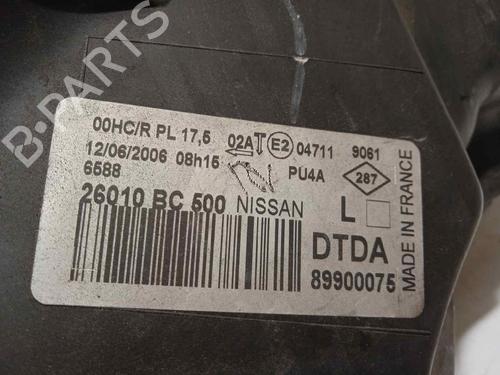 B-PARTS
00HC/R PL 17,5 02A T E2 04711 9061
12/06/2006 08h15 PU4A 287
6588
26010 BC 500 NISSAN L
DTDA
89900075
MADE IN FRANCE